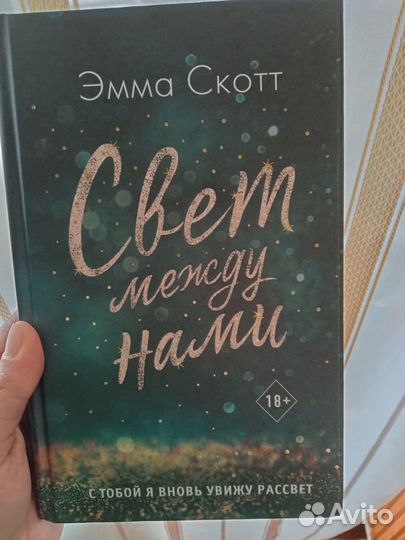 Эмма Скотт
Свет
между
нами
18+
С ТОБОЙ Я ВНОВЬ УВИЖУ РАССВЕТ
Avito